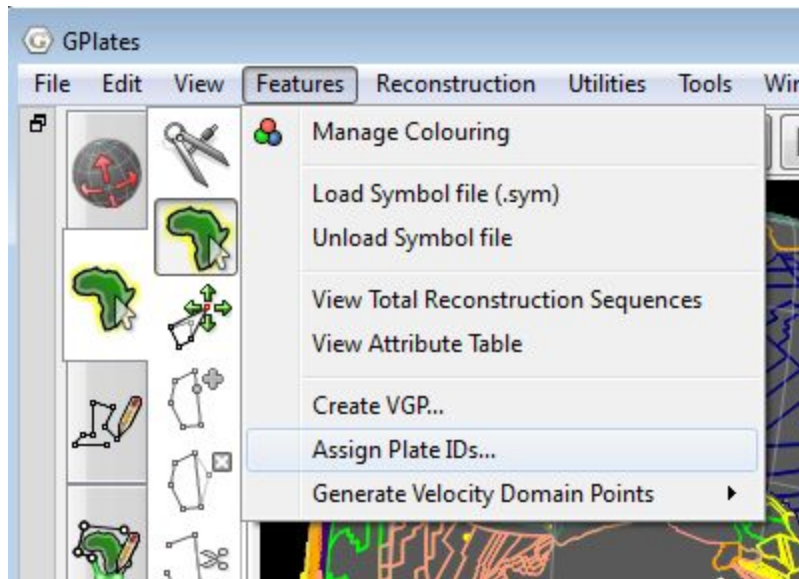 GPlates
File Edit View Features Reconstruction Utilities Tools
Manage Colouring
Load Symbol file (.sym)
Unload Symbol file
View Total Reconstruction Sequences
View Attribute Table
Create VGP...
Assign Plate IDs...
Generate Velocity Domain Points